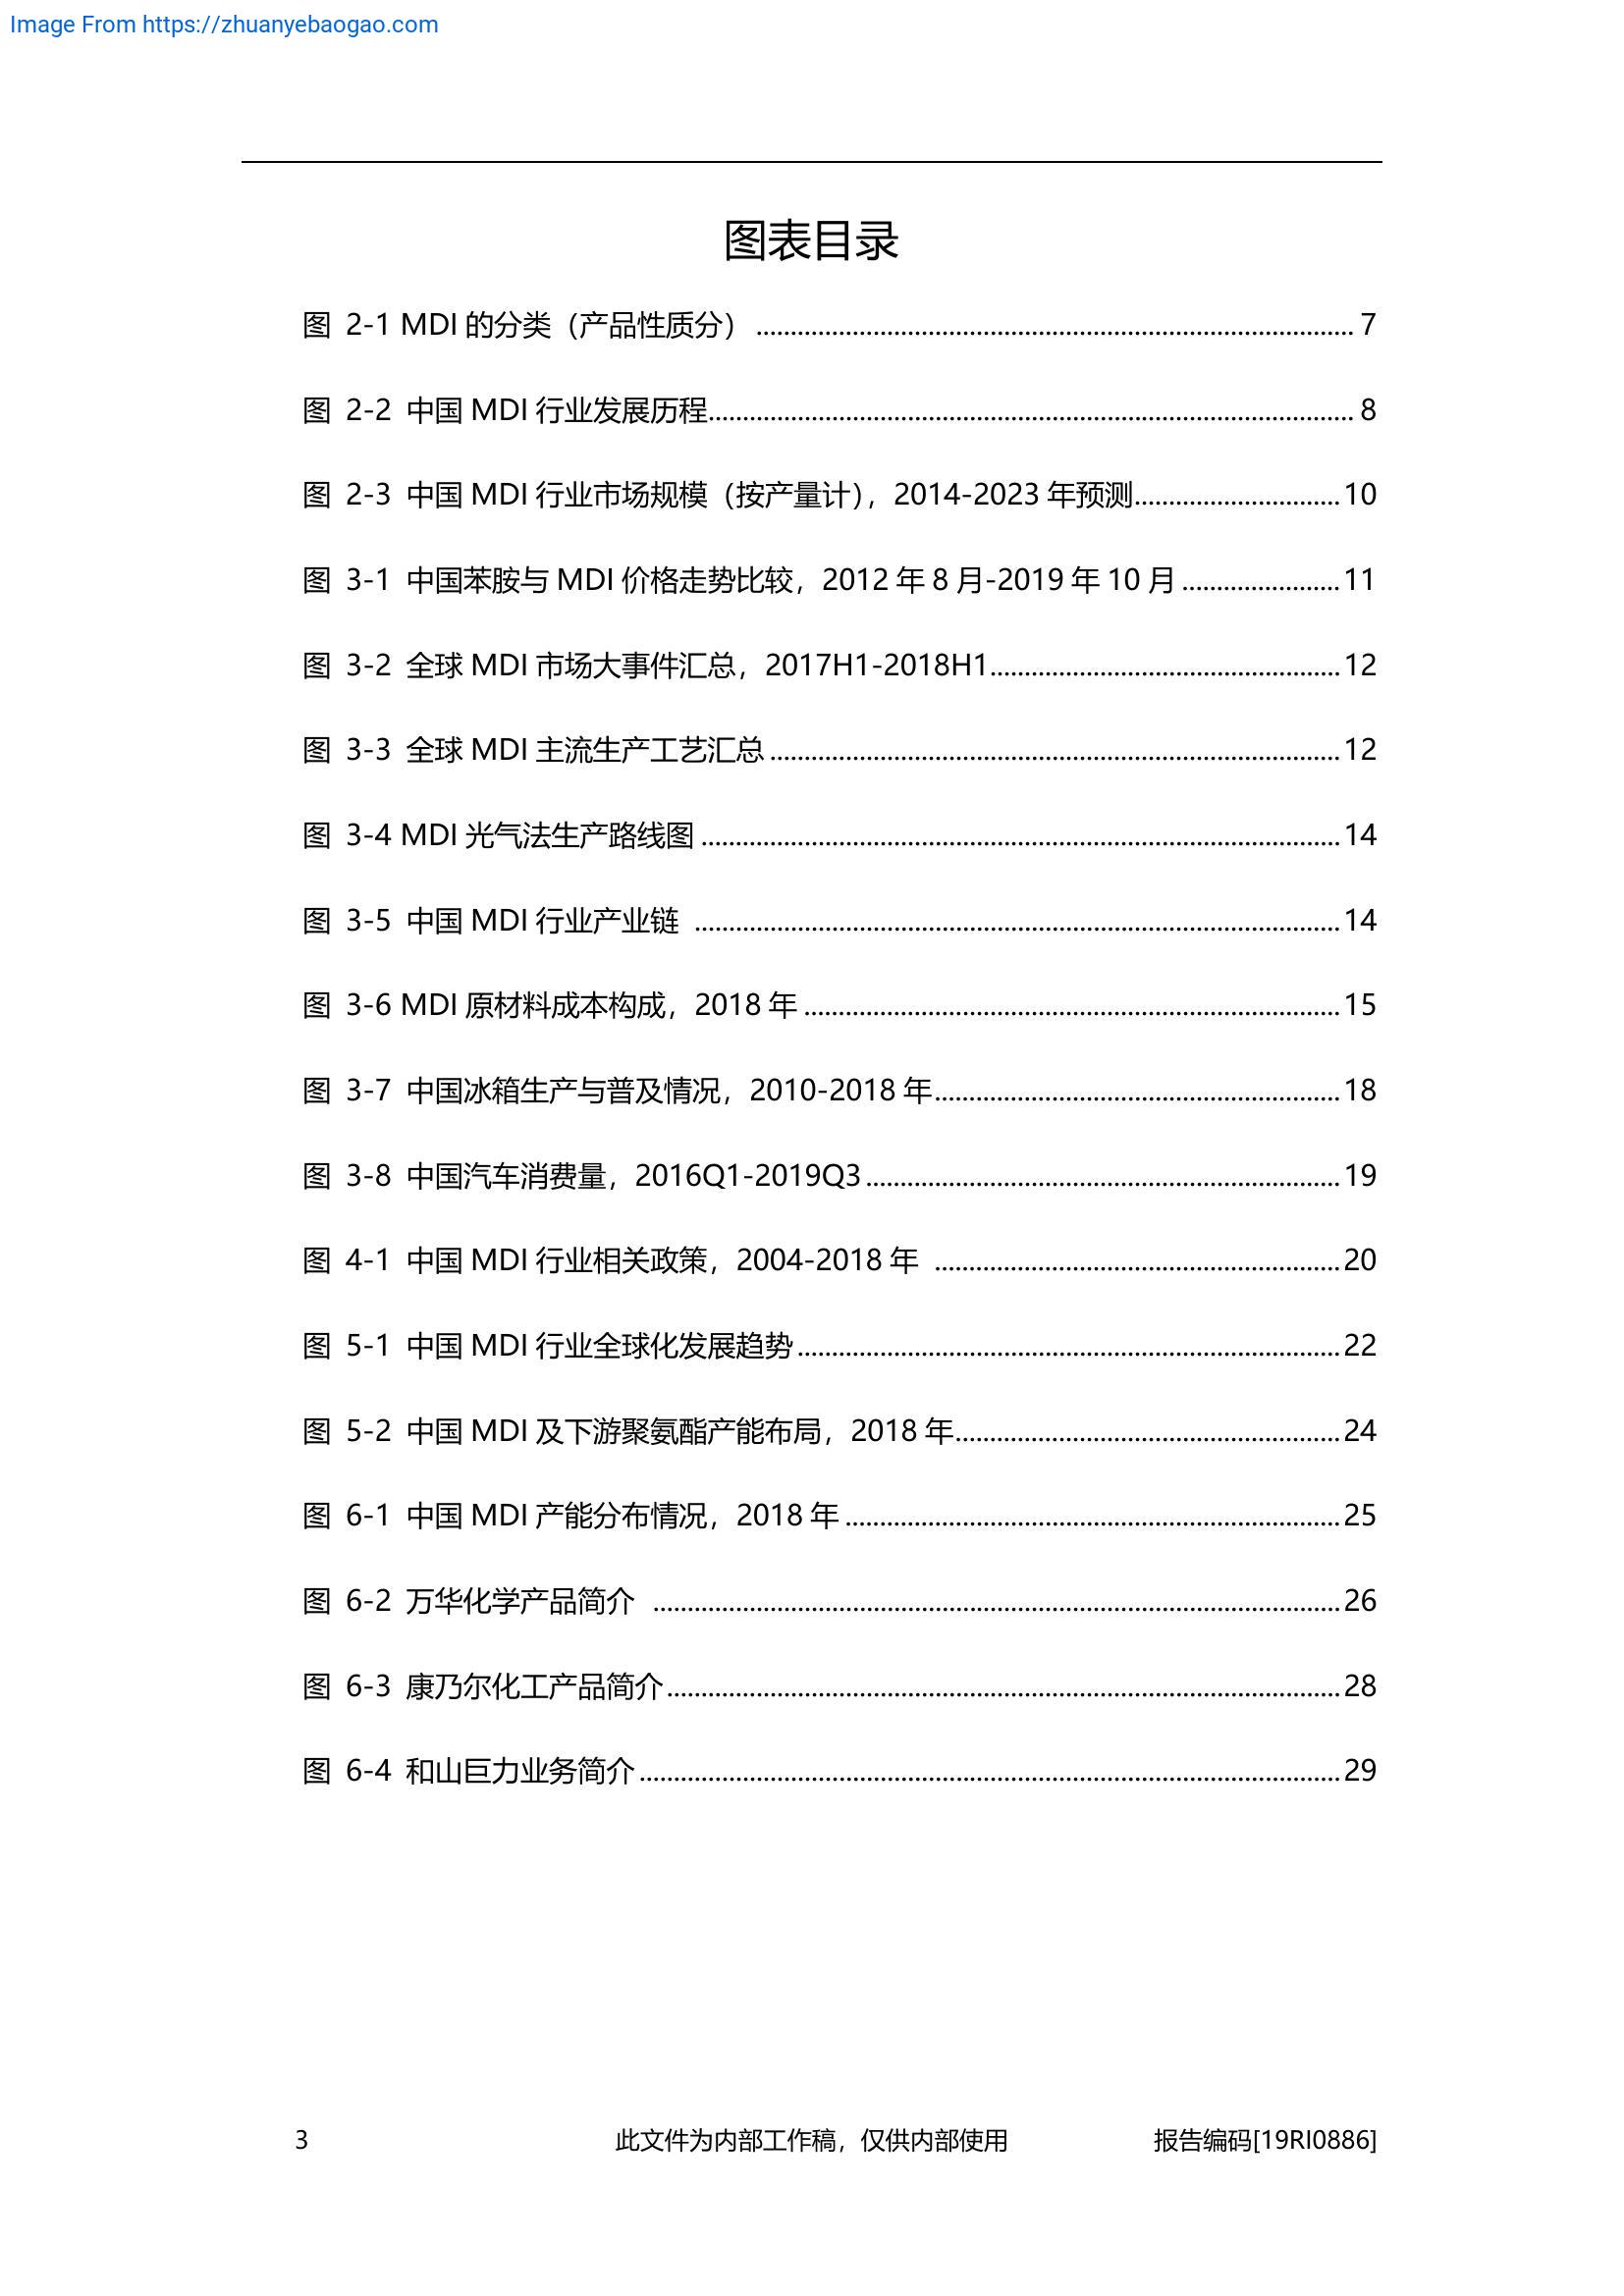 Image From https://zhuanyebaogao.com
图表目录
图 2-1 MDI 的分类（产品性质分） ........................................................................................ 7
图 2-2 中国 MDI 行业发展历程............................................................................................... 8
图 2-3 中国 MDI 行业市场规模（按产量计），2014-2023 年预测.............................. 10
图 3-1 中国苯胺与 MDI 价格走势比较，2012 年 8 月-2019 年 10 月 ....................... 11
图 3-2 全球 MDI 市场大事件汇总，2017H1-2018H1................................................... 12
图 3-3 全球 MDI 主流生产工艺汇总 ................................................................................... 12
图 3-4 MDI 光气法生产路线图 ............................................................................................. 14
图 3-5 中国 MDI 行业产业链 .............................................................................................. 14
图 3-6 MDI 原材料成本构成，2018 年 .............................................................................. 15
图 3-7 中国冰箱生产与普及情况，2010-2018 年........................................................... 18
图 3-8 中国汽车消费量，2016Q1-2019Q3 ..................................................................... 19
图 4-1 中国 MDI 行业相关政策，2004-2018 年 ........................................................... 20
图 5-1 中国 MDI 行业全球化发展趋势 ............................................................................... 22
图 5-2 中国 MDI 及下游聚氨酯产能布局，2018 年........................................................ 24
图 6-1 中国 MDI 产能分布情况，2018 年 ........................................................................ 25
图 6-2 万华化学产品简介 .................................................................................................... 26
图 6-3 康乃尔化工产品简介 .................................................................................................. 28
图 6-4 和山巨力业务简介 ...................................................................................................... 29
3 此文件为内部工作稿，仅供内部使用 报告编码[19RI0886]